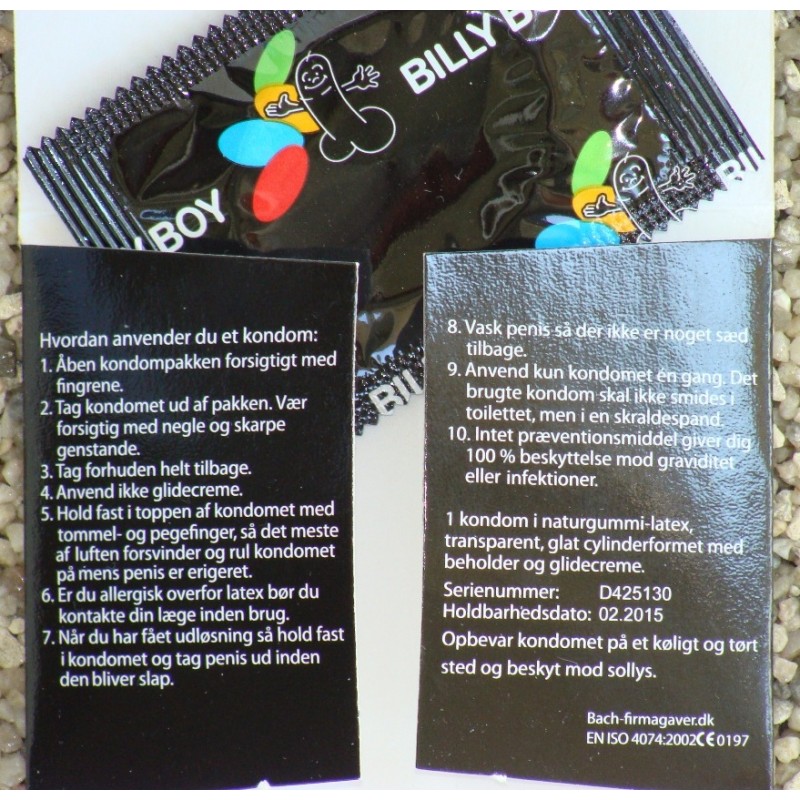 BILLY B
Y BOY
BIL
Hvordan anvender du et kondom:
1. Åben kondompakken forsigtigt med
fingrene.
2. Tag kondomet ud af pakken. Vær
forsigtig med negle og skarpe
genstande.
3. Tag forhuden helt tilbage.
4. Anvend ikke glidecreme.
5. Hold fast i toppen af kondomet med
tommel- og pegefinger, så det meste
af luften forsvinder og rul kondomet
på mens penis er erigeret.
6. Er du allergisk overfor latex bør du
kontakte din læge inden brug.
7. Når du har fået udløsning så hold fast
i kondomet og tag penis ud inden
den bliver slap.
8. Vask penis så der ikke er noget sæd
tilbage.
9. Anvend kun kondomet én gang. Det
brugte kondom skal ikke smides i
toilettet, men i en skraldespand.
10. Intet præventionsmiddel giver dig
100 % beskyttelse mod graviditet
eller infektioner.
1 kondom i naturgummi-latex,
transparent, glat cylinderformet med
beholder og glidecreme.
Serienummer: D425130
Holdbarhedsdato: 02.2015
Opbevar kondomet på et køligt og tørt
sted og beskyt mod sollys.
Bach-firmagaver.dk
EN ISO 4074:2002 CE 0197